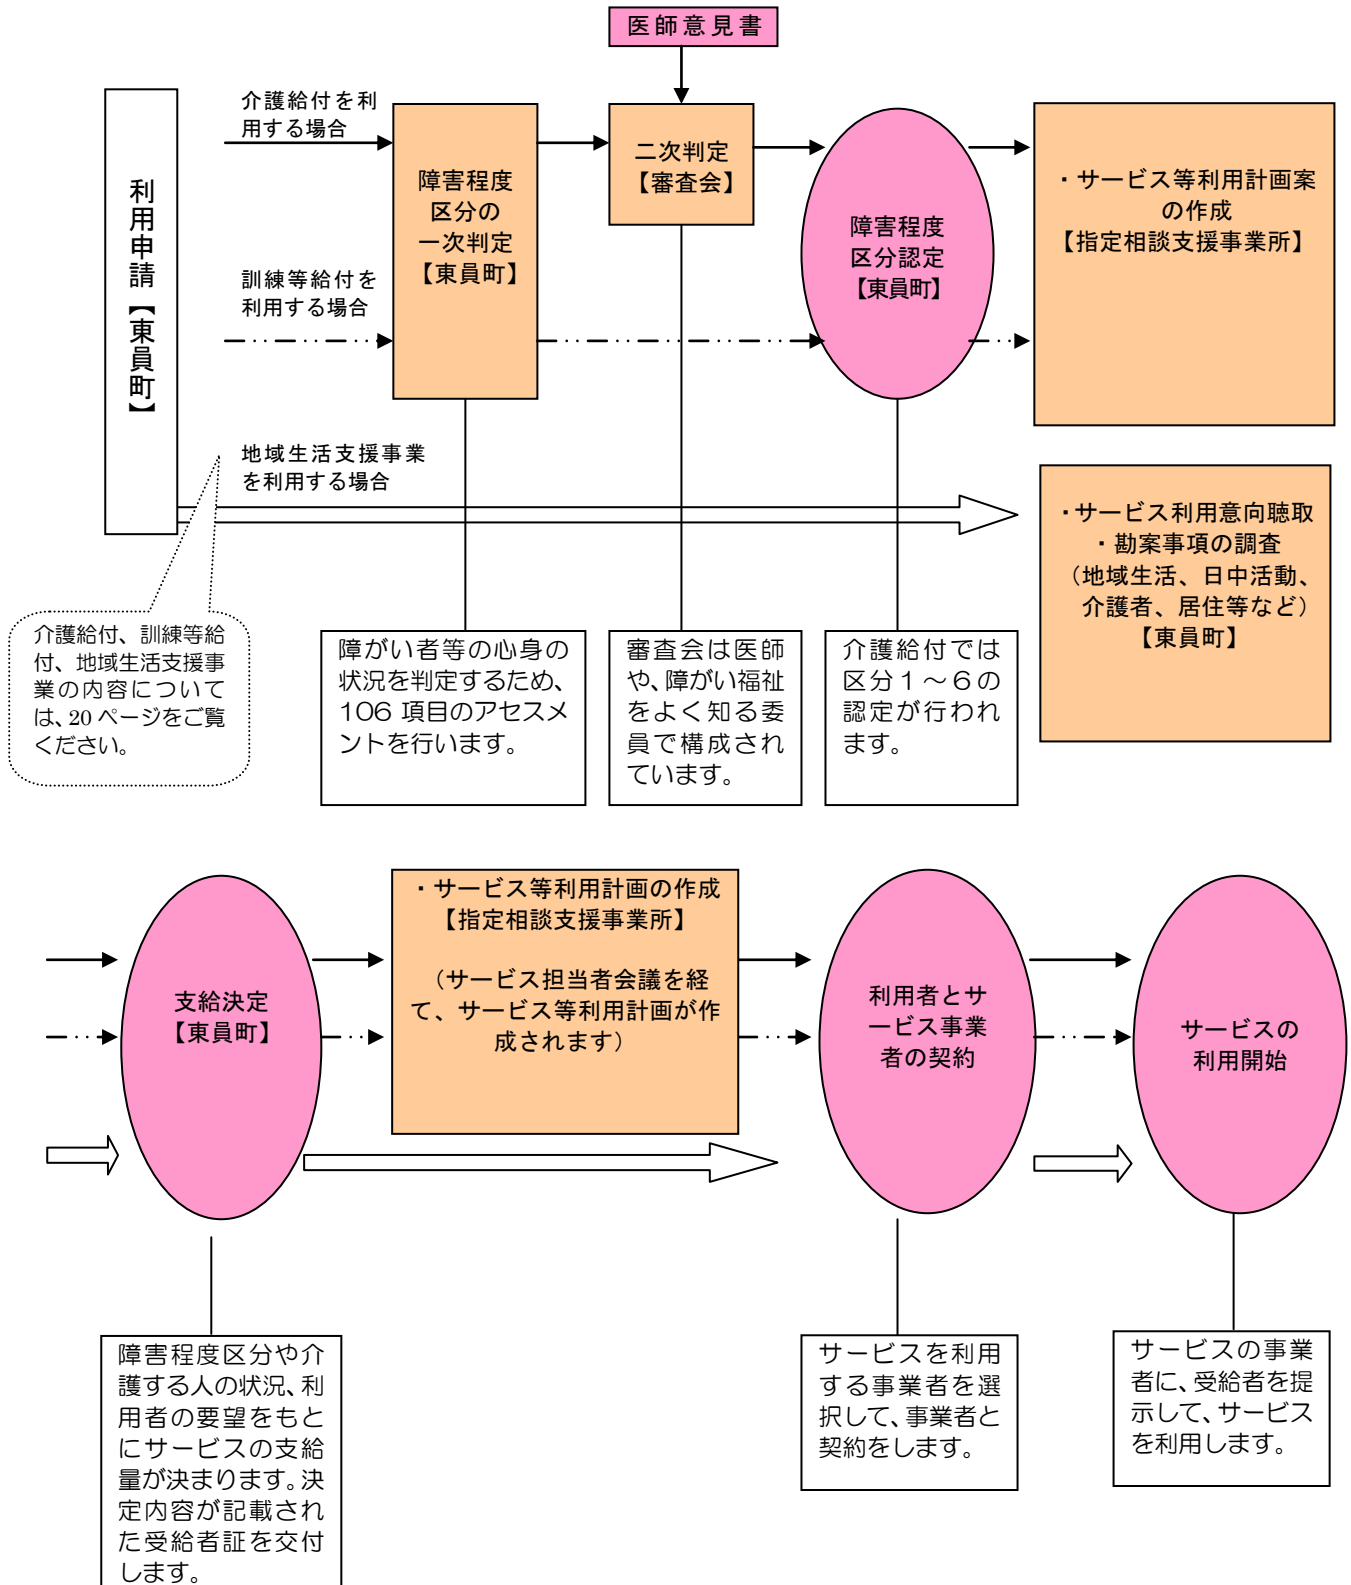 医師意見書
利用申請【東員町】
介護給付を利
用する場合
訓練等給付を
利用する場合
地域生活支援事業
を利用する場合
障害程度
区分の
一次判定
【東員町】
二次判定
【審査会】
障害程度
区分認定
【東員町】
・サービス等利用計画案
の作成
【指定相談支援事業所】
・サービス利用意向聴取
・勘案事項の調査
（地域生活、日中活動、
介護者、居住等など）
【東員町】
介護給付、訓練等給
付、地域生活支援事
業の内容について
は、20 ページをご覧
ください。
障がい者等の心身の
状況を判定するため、
106 項目のアセスメ
ントを行います。
審査会は医師
や、障がい福祉
をよく知る委
員で構成され
ています。
介護給付では
区分１～６の
認定が行われ
ます。
支給決定
【東員町】
・サービス等利用計画の作成
【指定相談支援事業所】
（サービス担当者会議を経
て、サービス等利用計画が作
成されます）
利用者とサ
ービス事業
者の契約
サービスの
利用開始
障害程度区分や介
護する人の状況、利
用者の要望をもと
にサービスの支給
量が決まります。決
定内容が記載され
た受給者証を交付
します。
サービスを利用
する事業者を選
択して、事業者と
契約をします。
サービスの事業
者に、受給者を提
示して、サービス
を利用します。